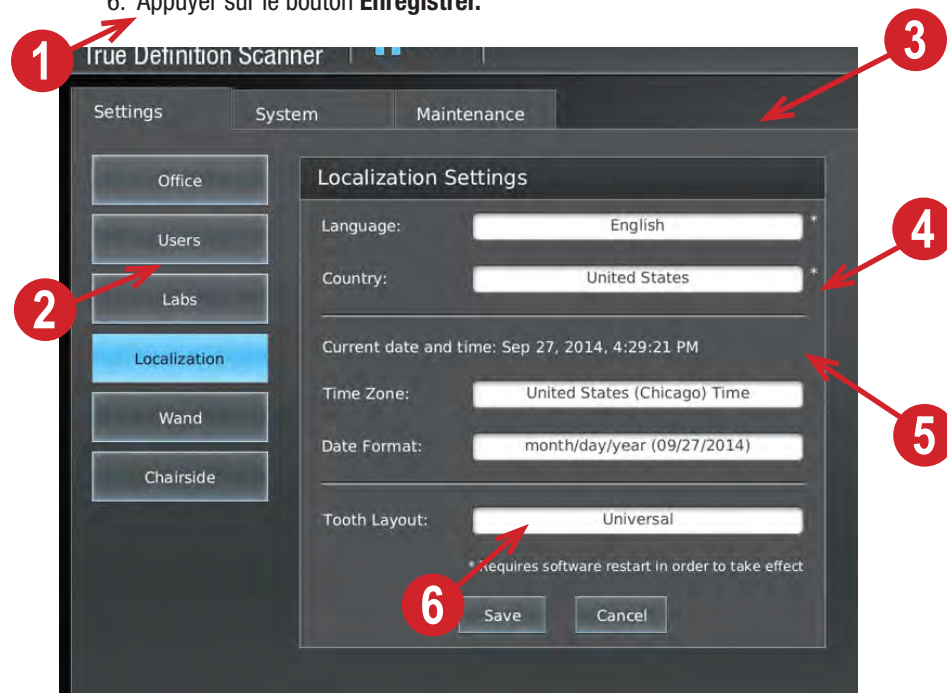 6. Appuyer sur le bouton Enregistrer.
1
True Definition Scanner
3
Settings System Maintenance
Office
Localization Settings
Users
Language: English *
4
2
Labs
Country: United States *
Localization
Current date and time: Sep 27, 2014, 4:29:21 PM
Wand
Time Zone: United States (Chicago) Time
5
Date Format: month/day/year (09/27/2014)
Chairside
Tooth Layout: Universal
* Requires software restart in order to take effect
6
Save Cancel